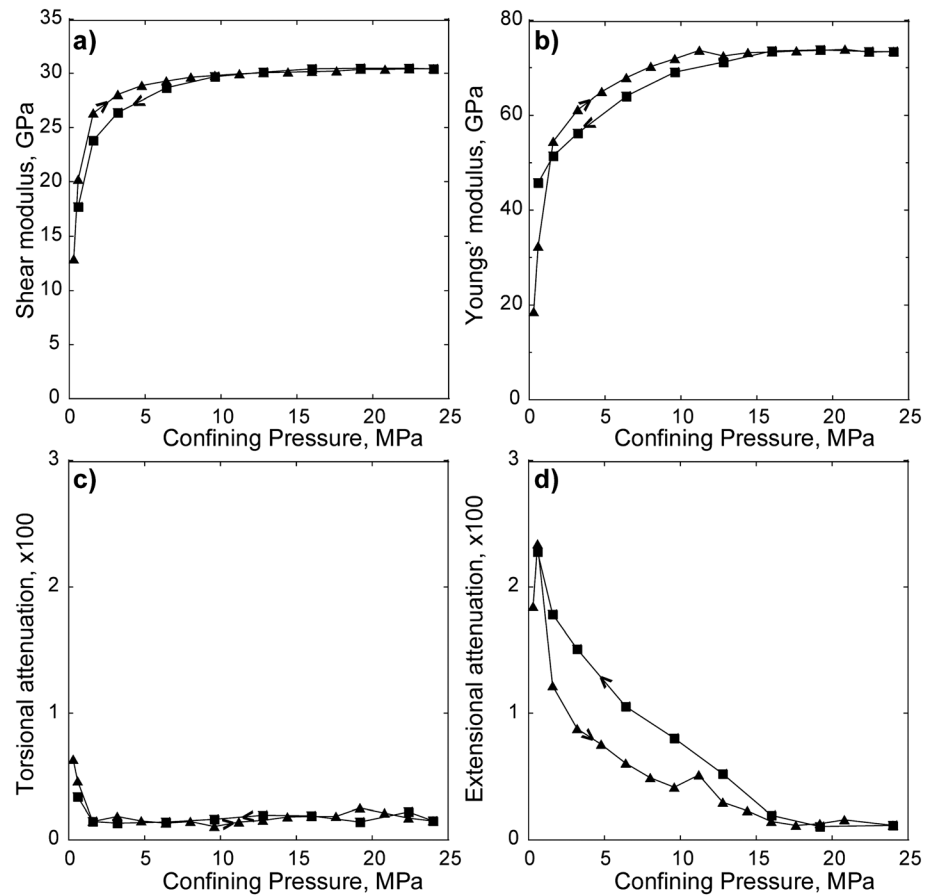 a)
Shear modulus, GPa
35
30
25
20
15
10
5
0
0 5 10 15 20 25
Confining Pressure, MPa
b)
Youngs' modulus, GPa
80
60
40
20
0
0 5 10 15 20 25
Confining Pressure, MPa
c)
Torsional attenuation, x100
3
2
1
0
0 5 10 15 20 25
Confining Pressure, MPa
d)
Extensional attenuation, x100
3
2
1
0
0 5 10 15 20 25
Confining Pressure, MPa